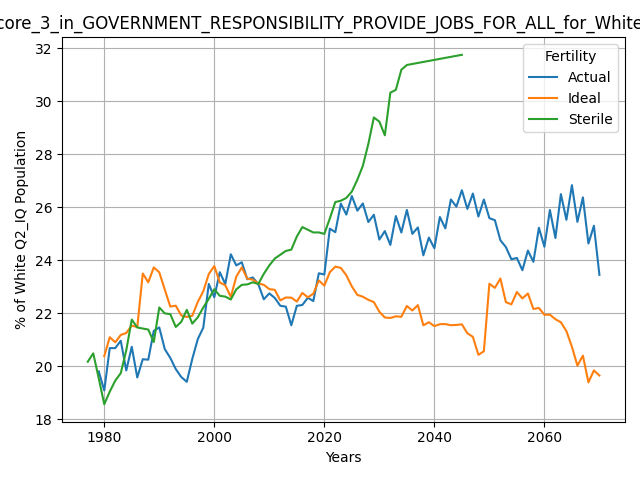 core_3_in_GOVERNMENT_RESPONSIBILITY_PROVIDE_JOBS_FOR_ALL_for_White
32
30
28
26
24
22
20
18
% of White Q2_IQ Population
Fertility
Actual
Ideal
Sterile
1980
2000
2020
2040
2060
Years